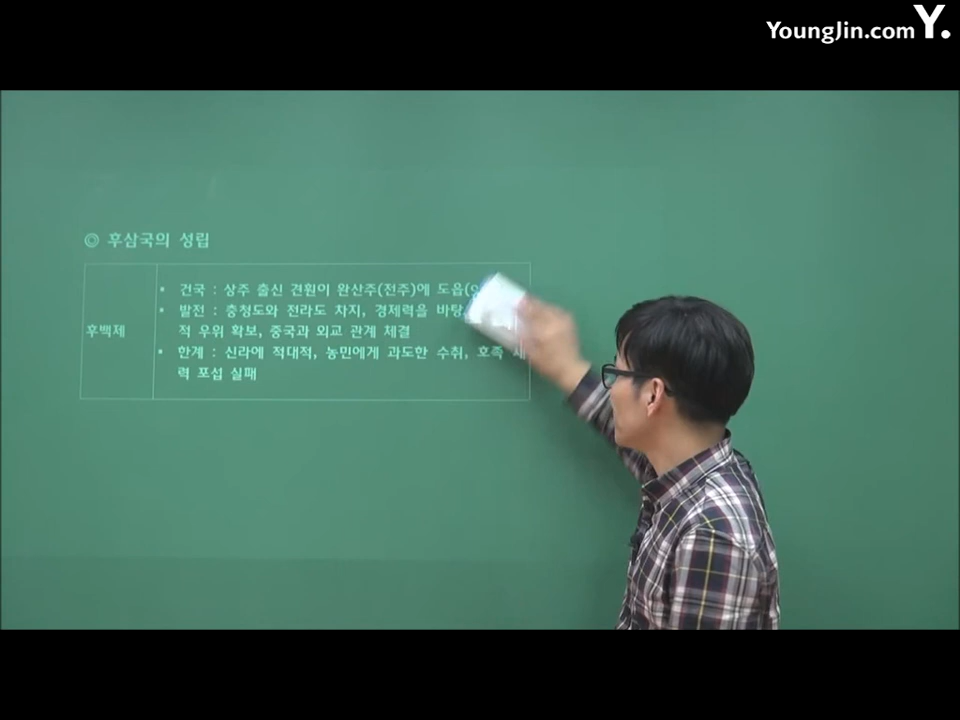 YoungJin.com Y.
◎ 후삼국의 성립
후백제
▪ 건국 : 상주 출신 견훤이 완산주(전주)에 도읍
▪ 발전 : 충청도와 전라도 차지, 경제력을 바탕
적 우위 확보, 중국과 외교 관계 체결
▪ 한계 : 신라에 적대적, 농민에게 과도한 수취, 호족 세
력 포섭 실패